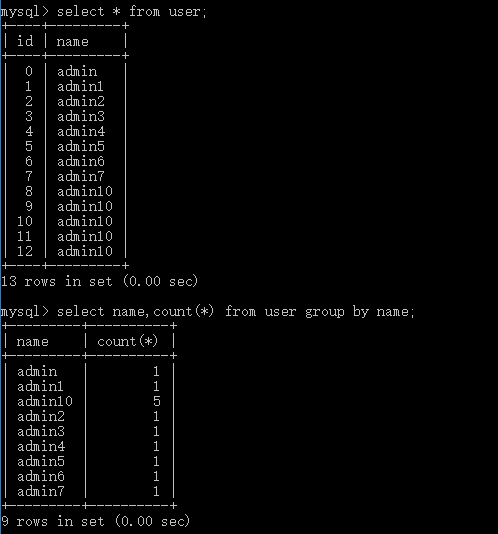 mysql> select * from user;
+----+---------+
| id | name    |
+----+---------+
|  0 | admin   |
|  1 | admin1  |
|  2 | admin2  |
|  3 | admin3  |
|  4 | admin4  |
|  5 | admin5  |
|  6 | admin6  |
|  7 | admin7  |
|  8 | admin10 |
|  9 | admin10 |
| 10 | admin10 |
| 11 | admin10 |
| 12 | admin10 |
+----+---------+
13 rows in set (0.00 sec)

mysql> select name,count(*) from user group by name;
+---------+----------+
| name    | count(*) |
+---------+----------+
| admin   |        1 |
| admin1  |        1 |
| admin10 |        5 |
| admin2  |        1 |
| admin3  |        1 |
| admin4  |        1 |
| admin5  |        1 |
| admin6  |        1 |
| admin7  |        1 |
+---------+----------+
9 rows in set (0.00 sec)